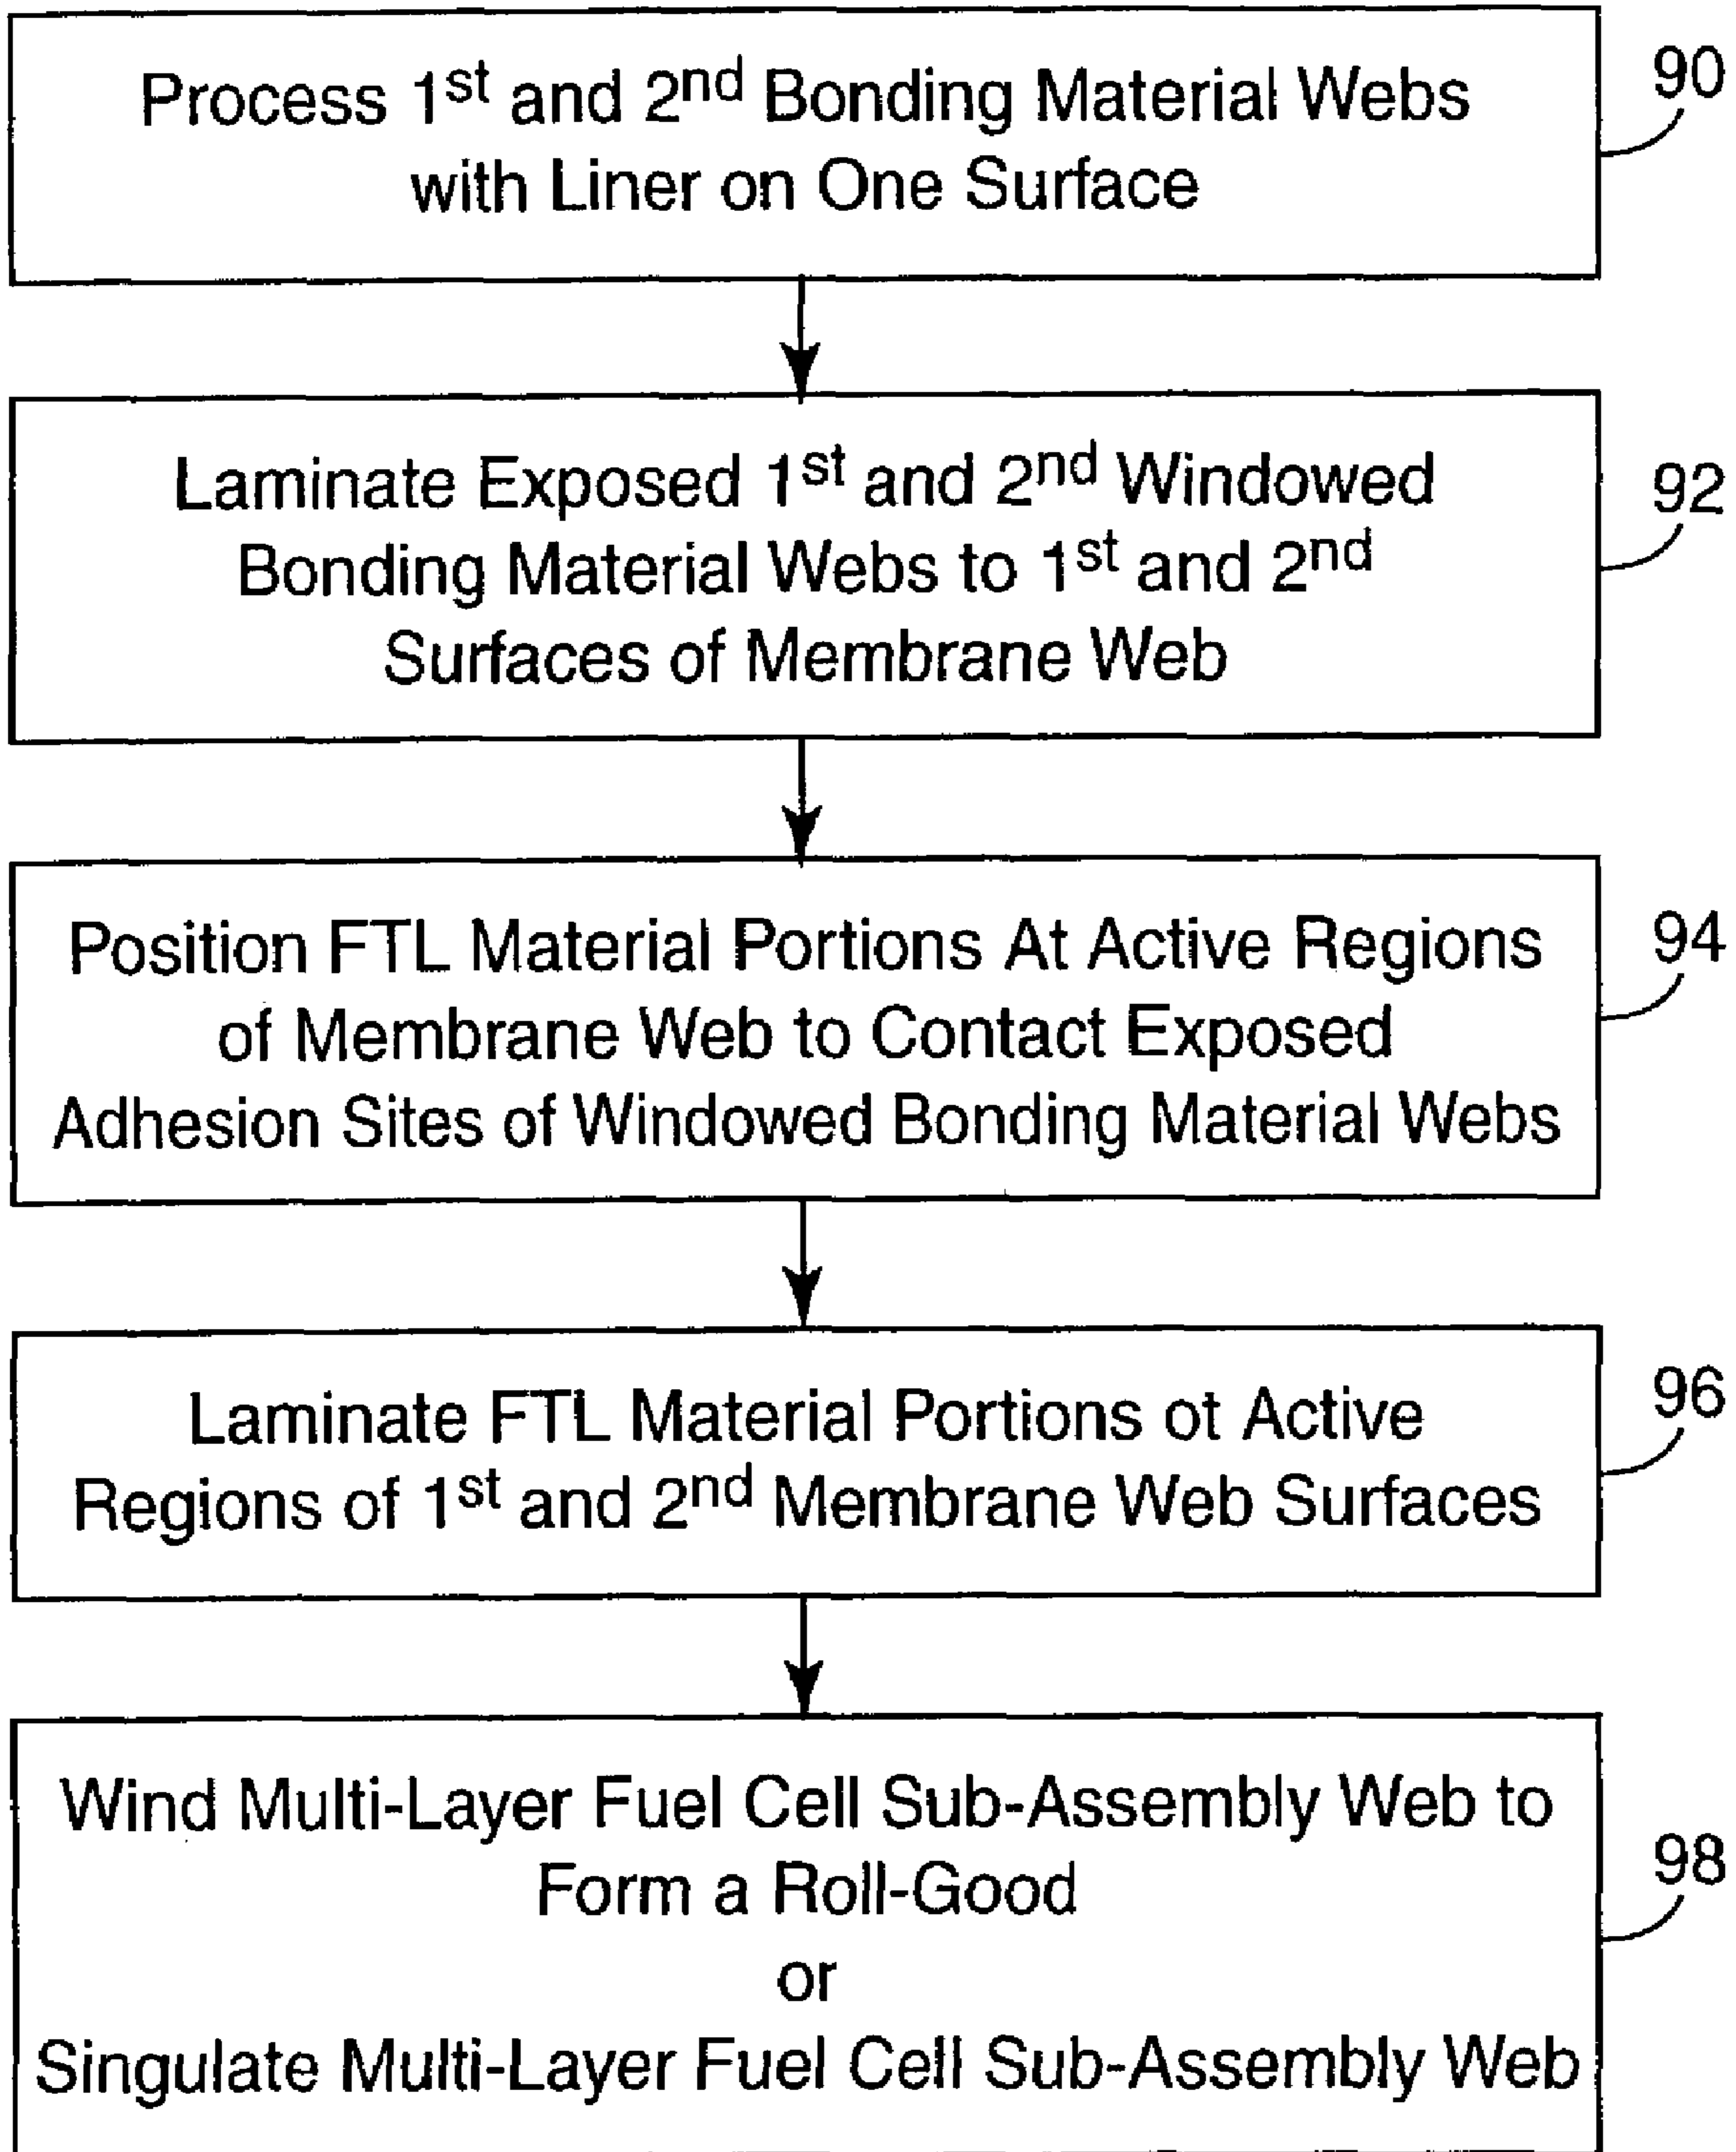 Process 1st and 2nd Bonding Material Webs
with Liner on One Surface
90
Laminate Exposed 1st and 2nd Windowed
Bonding Material Webs to 1st and 2nd
Surfaces of Membrane Web
92
Position FTL Material Portions At Active Regions
of Membrane Web to Contact Exposed
Adhesion Sites of Windowed Bonding Material Webs
94
Laminate FTL Material Portions ot Active
Regions of 1st and 2nd Membrane Web Surfaces
96
Wind Multi-Layer Fuel Cell Sub-Assembly Web to
Form a Roll-Good
or
Singulate Multi-Layer Fuel Cell Sub-Assembly Web
98